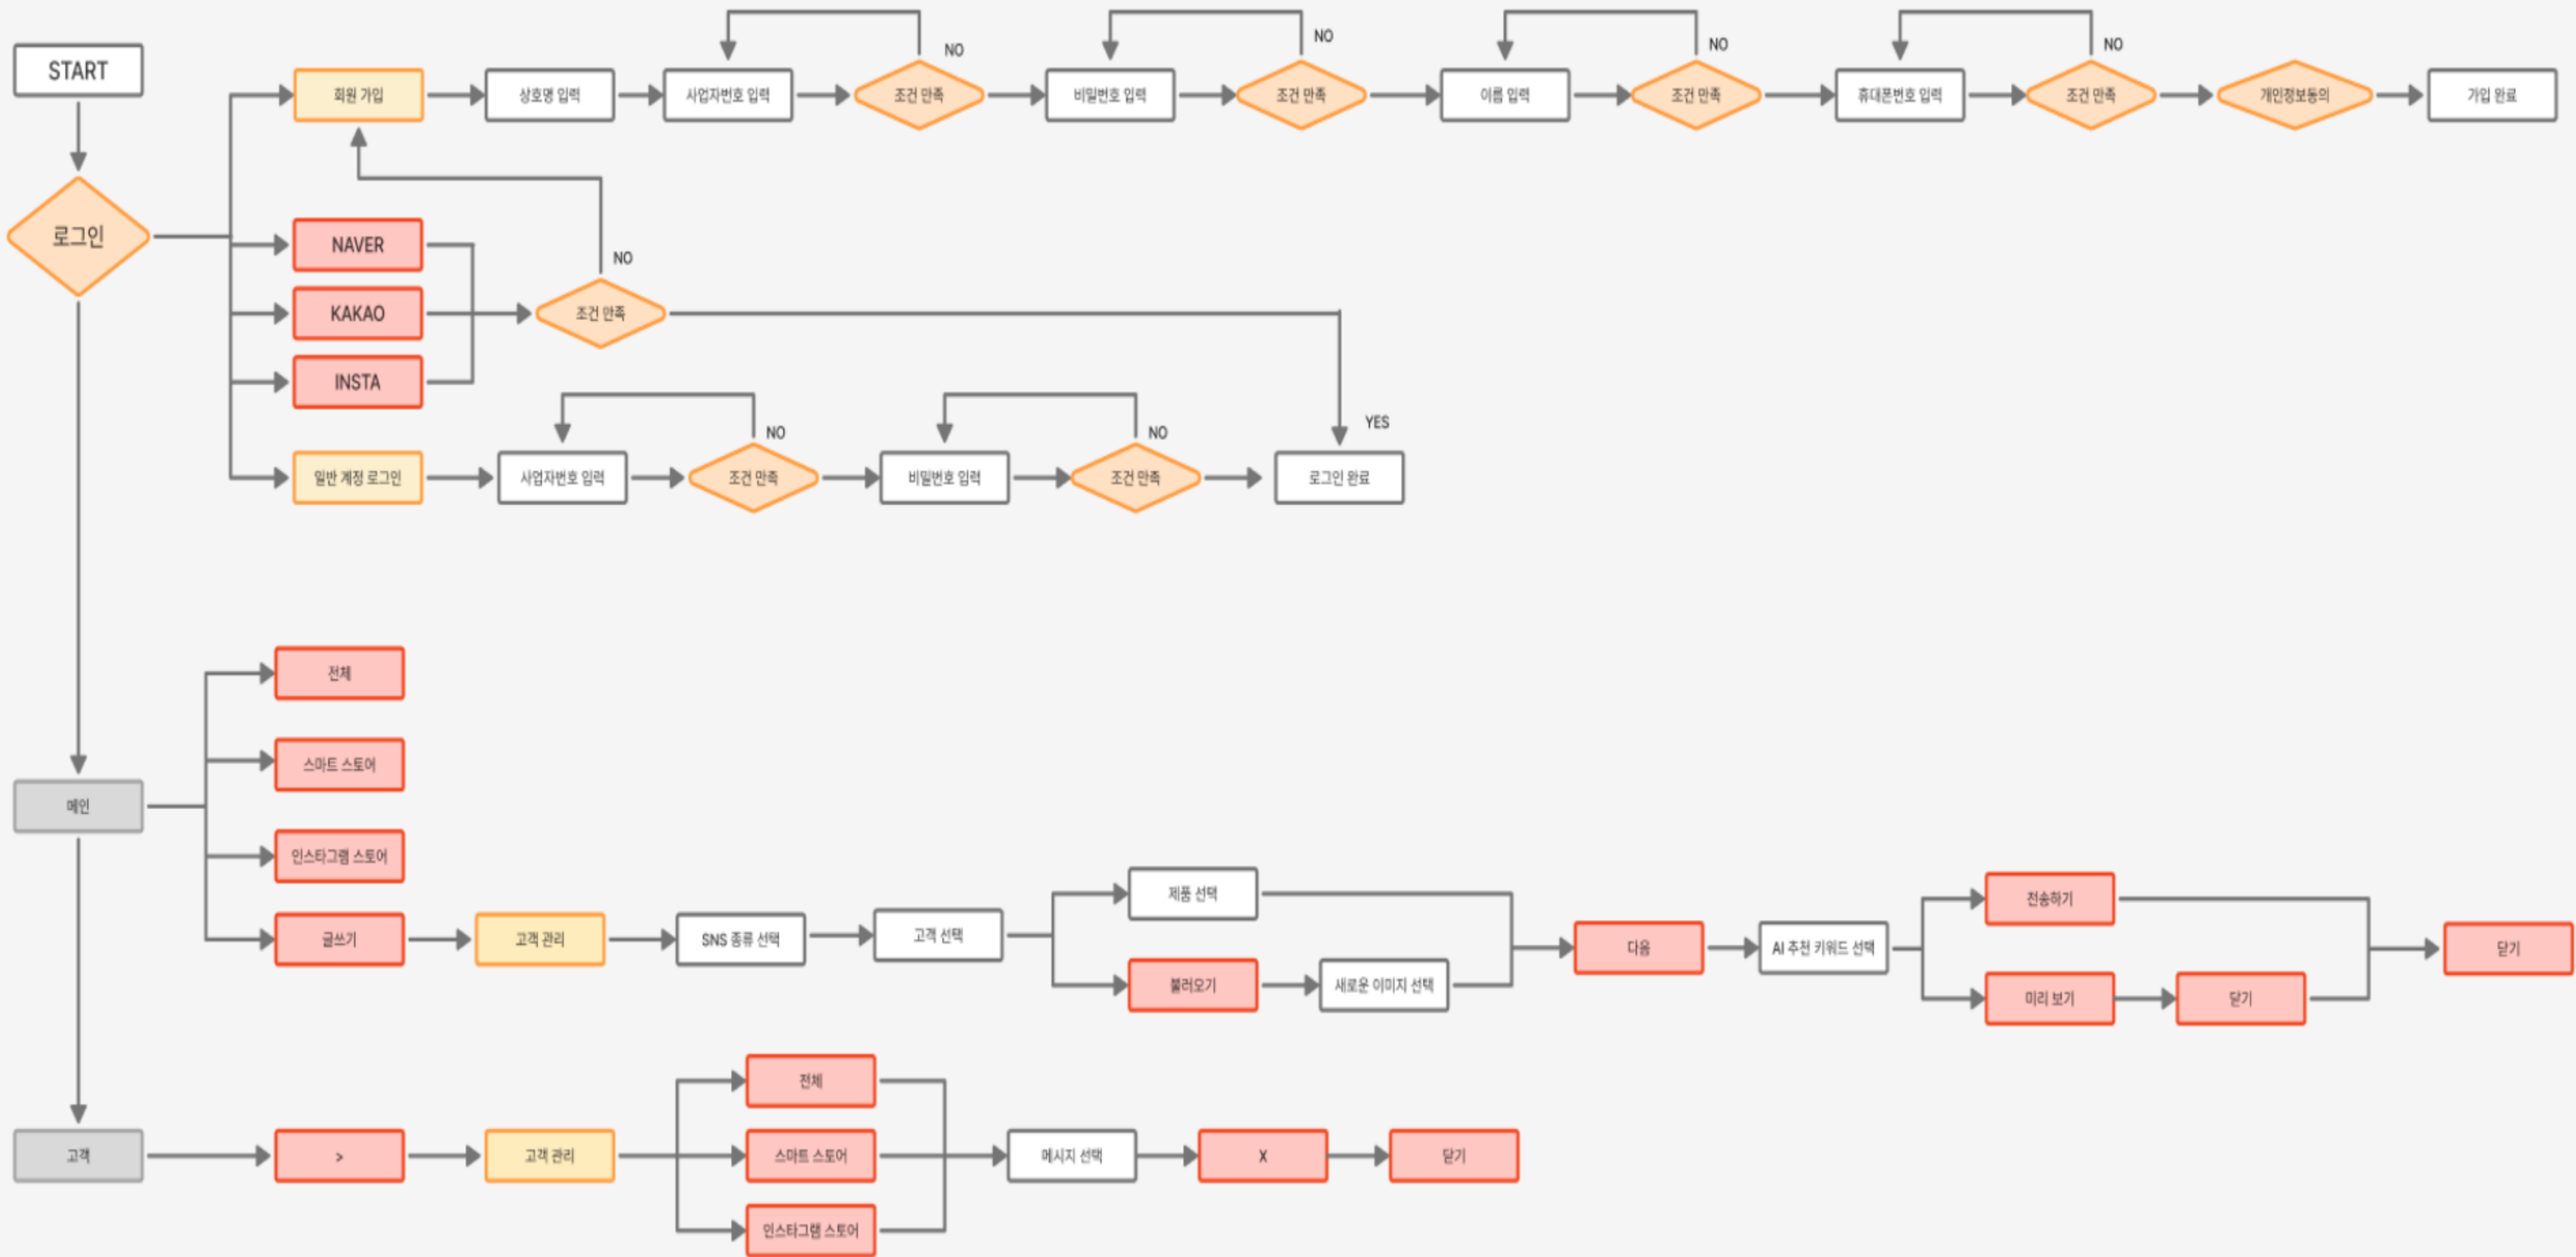 START
NO
NO
NO
NO
회원 가입
상호명 입력
사업자번호 입력
조건 만족
비밀번호 입력
조건 만족
이름 입력
조건 만족
휴대폰번호 입력
조건 만족
개인정보동의
가입 완료
로그인
NAVER
NO
KAKAO
조건 만족
INSTA
NO
NO
YES
일반 계정 로그인
사업자번호 입력
조건 만족
비밀번호 입력
조건 만족
로그인 완료
전체
스마트 스토어
메인
인스타그램 스토어
글쓰기
고객 관리
SNS 종류 선택
고객 선택
제품 선택
불러오기
새로운 이미지 선택
다음
AI 추천 키워드 선택
전송하기
미리 보기
닫기
닫기
고객
>
고객 관리
전체
스마트 스토어
인스타그램 스토어
메시지 선택
X
닫기